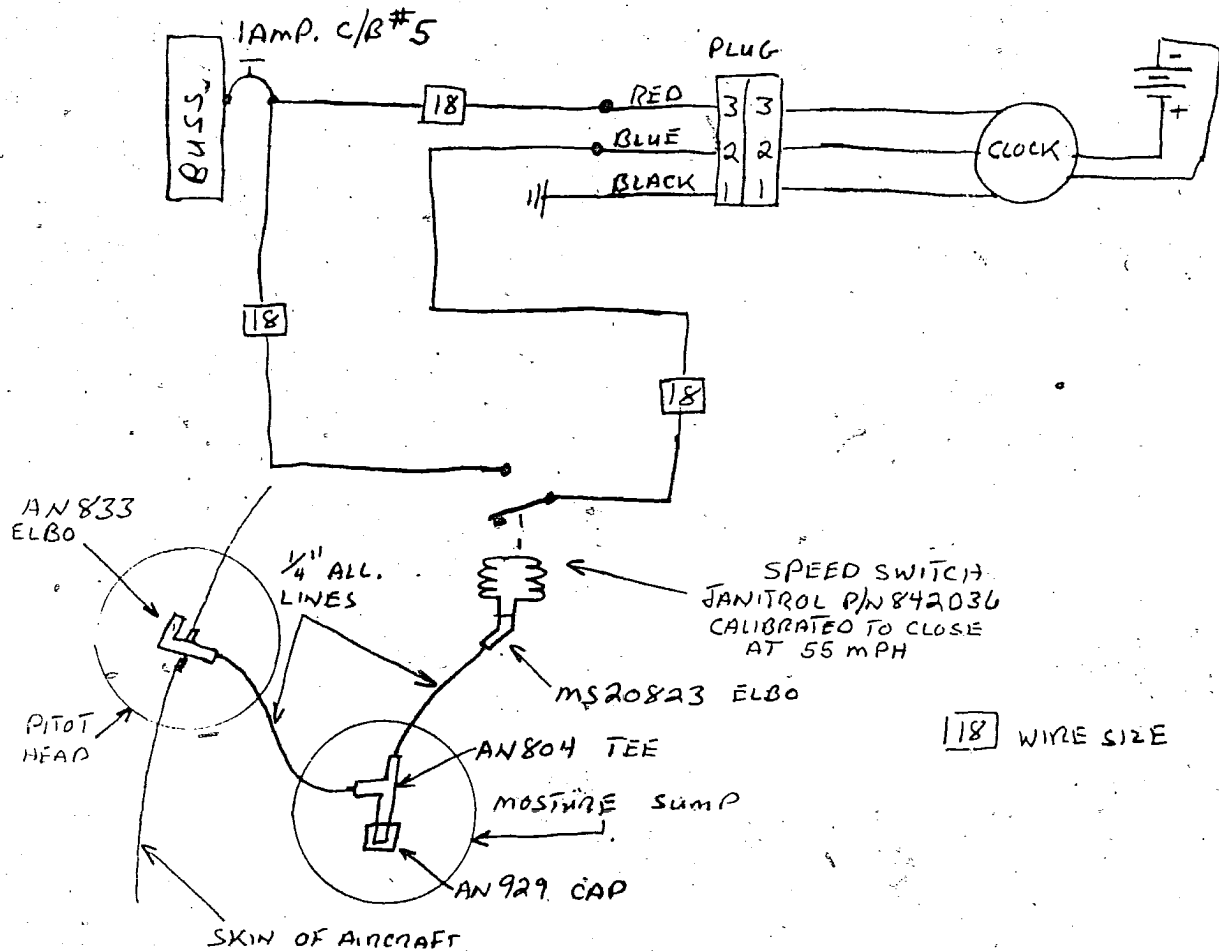 1AMP. C/B #5
BUSS
18
RED
BLUE
BLACK
PLUG
3 3
2 2
1 1
CLOCK
-
+
18
18
AN833
ELBO
1/4" ALL.
LINES
SPEED SWITCH
JANITROL P/N 842036
CALIBRATED TO CLOSE
AT 55 MPH
MS20823 ELBO
PITOT
HEAD
AN804 TEE
18 WIRE SIZE
MOSTURE SUMP
AN929 CAP
SKIN OF AIRCRAFT